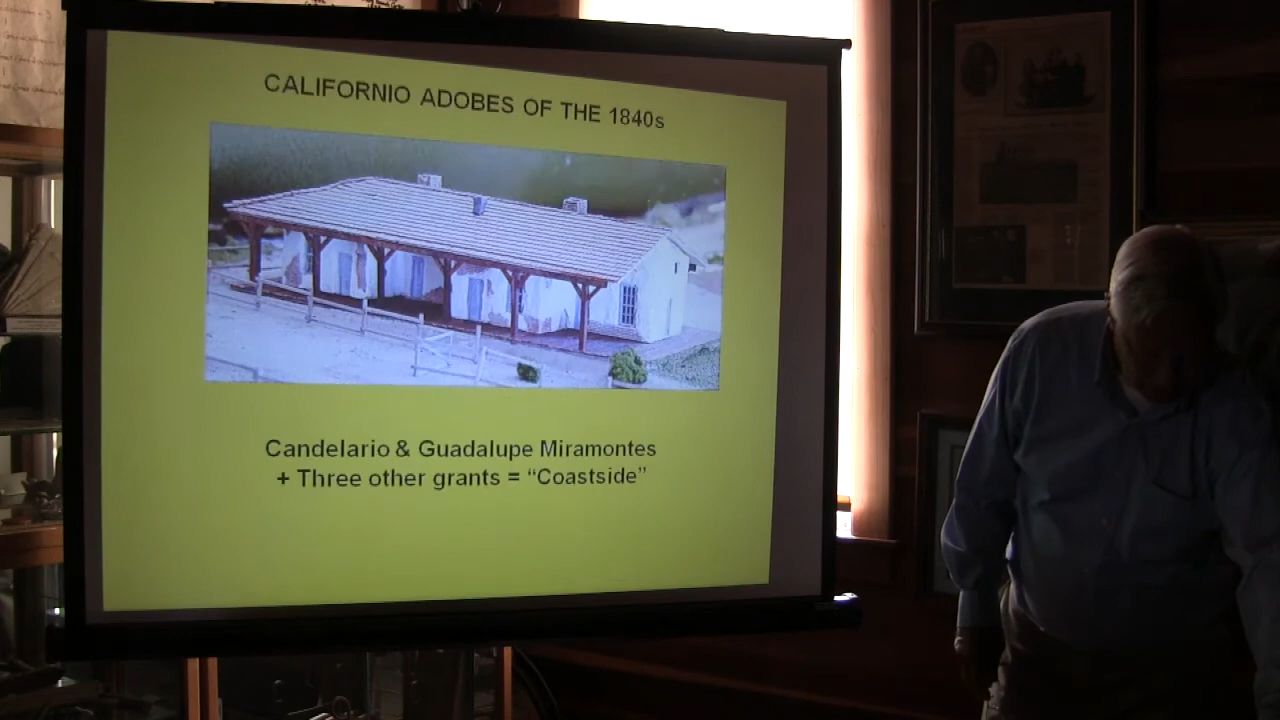 CALIFORNIO ADOBES OF THE 1840s
Candelario & Guadalupe Miramontes
+ Three other grants = “Coastside”